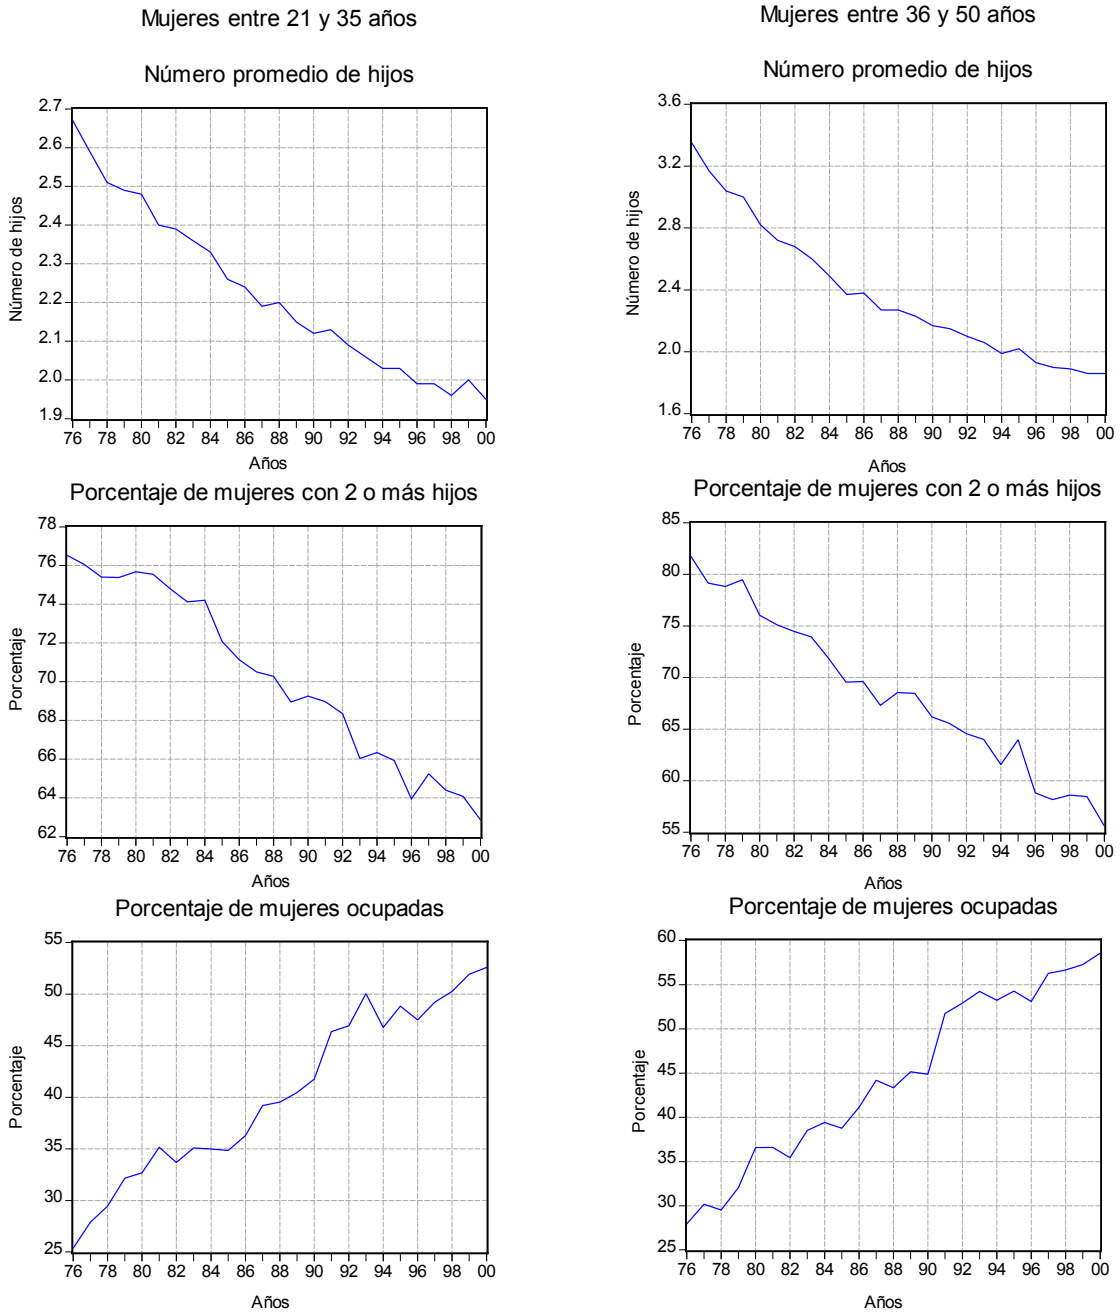 Mujeres entre 21 y 35 años
Número promedio de hijos
2.7
2.6
2.5
2.4
2.3
2.2
2.1
2.0
1.9
Número de hijos
76 78 80 82 84 86 88 90 92 94 96 98 00
Años
Porcentaje de mujeres con 2 o más hijos
78
76
74
72
70
68
66
64
62
Porcentaje
76 78 80 82 84 86 88 90 92 94 96 98 00
Años
Porcentaje de mujeres ocupadas
55
50
45
40
35
30
25
Porcentaje
76 78 80 82 84 86 88 90 92 94 96 98 00
Años
Mujeres entre 36 y 50 años
Número promedio de hijos
3.6
3.2
2.8
2.4
2.0
1.6
Número de hijos
76 78 80 82 84 86 88 90 92 94 96 98 00
Años
Porcentaje de mujeres con 2 o más hijos
85
80
75
70
65
60
55
Porcentaje
76 78 80 82 84 86 88 90 92 94 96 98 00
Años
Porcentaje de mujeres ocupadas
60
55
50
45
40
35
30
25
Porcentaje
76 78 80 82 84 86 88 90 92 94 96 98 00
Años